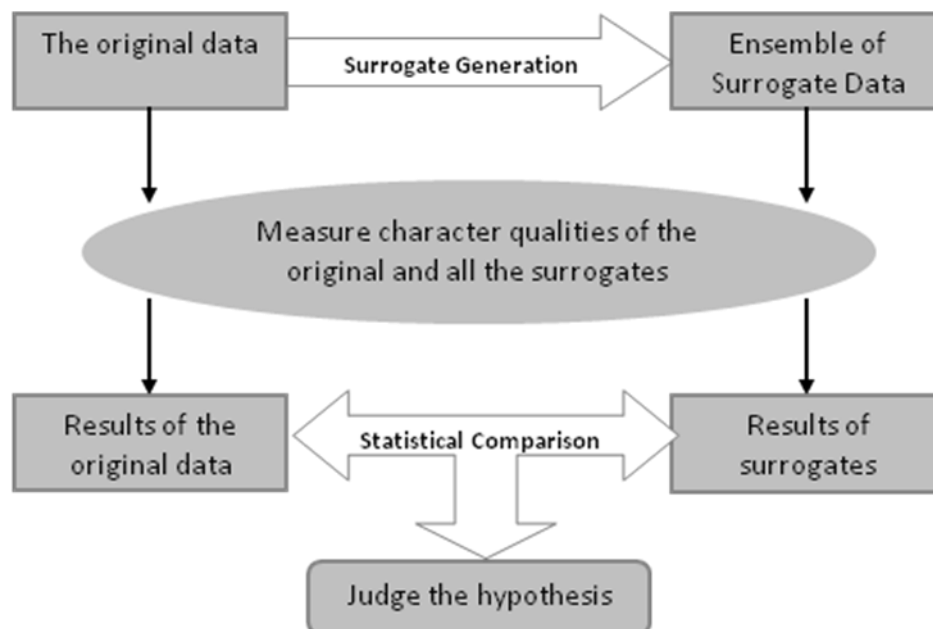 The original data
Surrogate Generation
Ensemble of
Surrogate Data
Measure character qualities of the
original and all the surrogates
Results of the
original data
Statistical Comparison
Results of
surrogates
Judge the hypothesis